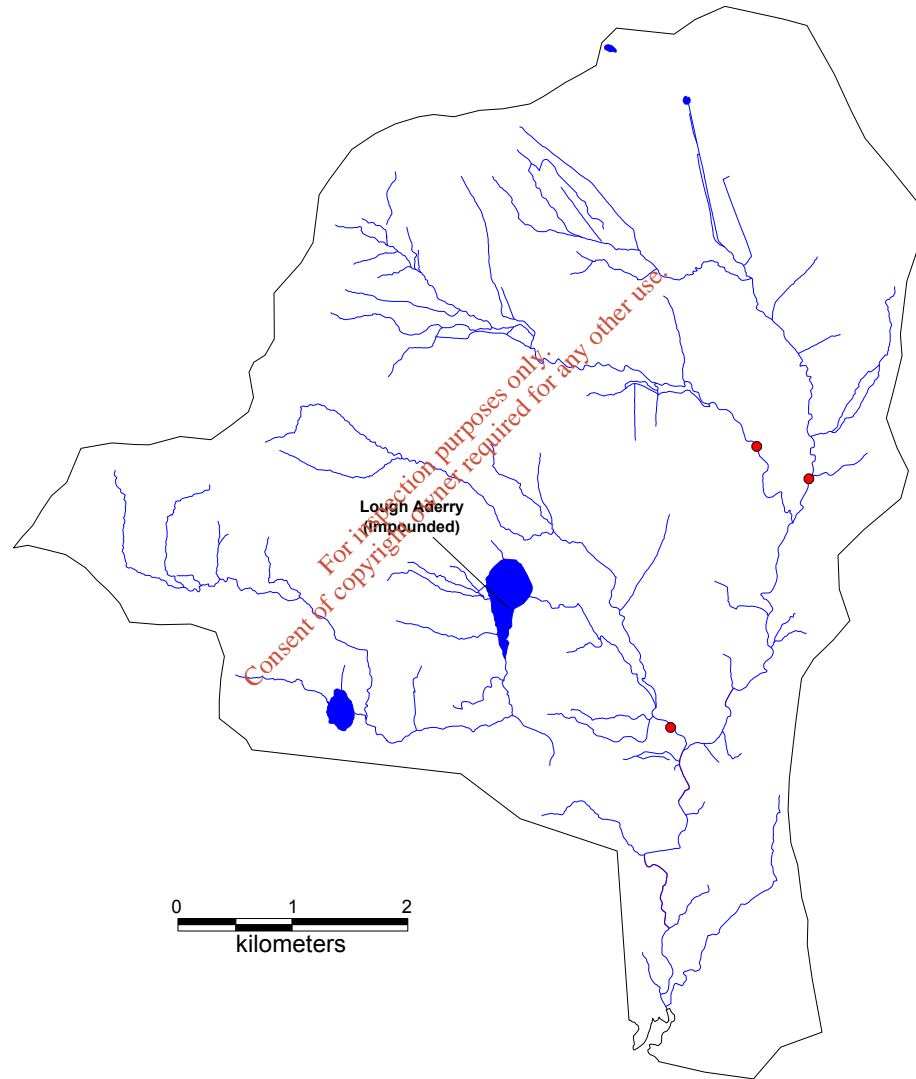 For inspection purposes only.
Consent of copyright owner required for any other use.
Lough Aderry
(Impounded)
0 1 2
kilometers